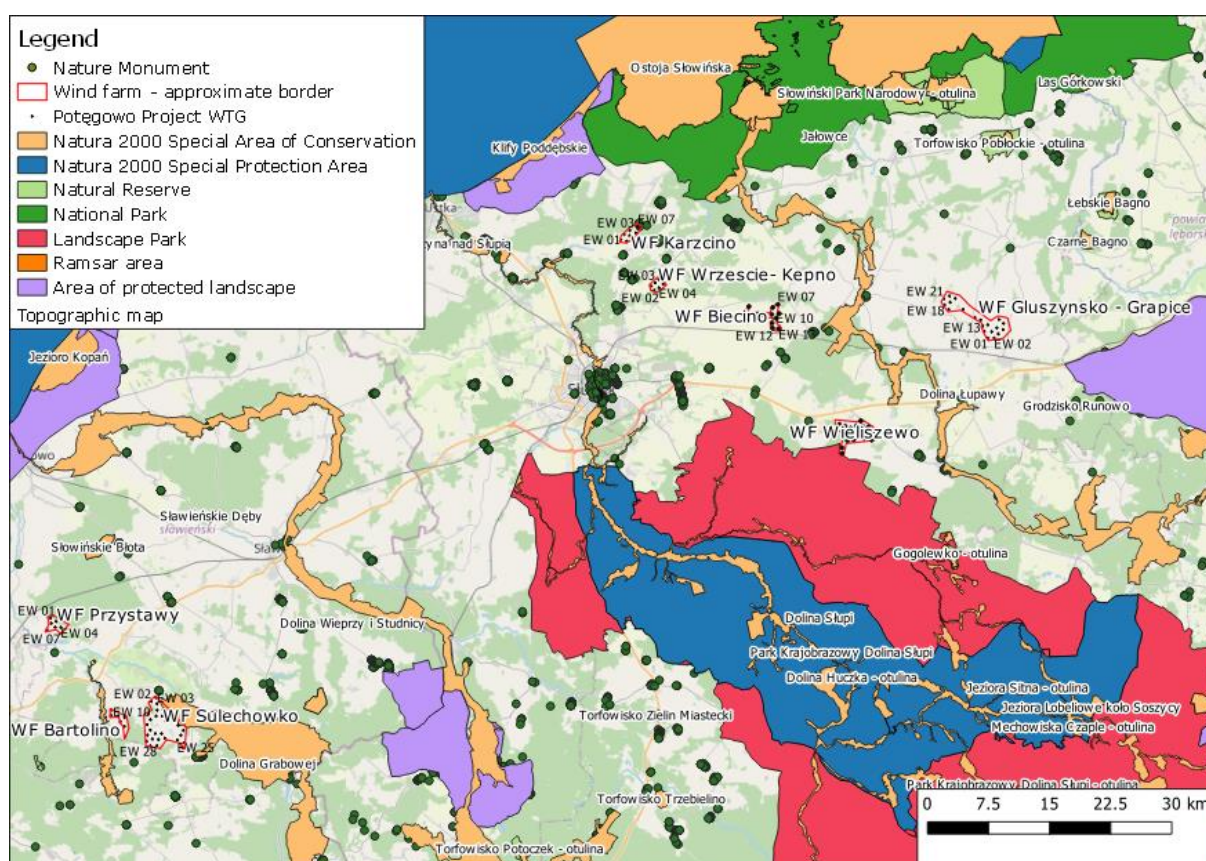 Legend
Nature Monument
Wind farm - approximate border
Potęgowo Project WTG
Natura 2000 Special Area of Conservation
Natura 2000 Special Protection Area
Natural Reserve
National Park
Landscape Park
Ramsar area
Area of protected landscape
Topographic map
Ostoja Słowińska
Słowiński Park Narodowy - otulina
Las Górkowski
Klify Poddębskie
Jałowce
Torfowisko Pobłockie - otulina
Łebskie Bagno
Ustka
Czarne Bagno
yna nad Słupią
EW 03
EW 07
EW 01
WF Karzcino
EW 03
WF Wrzescie- Kepno
EW 02
EW 04
EW 07
WF Biecino
EW 10
EW 12
EW 21
EW 18
WF Gluszynsko - Grapice
EW 13
EW 01
EW 02
Jezioro Kopań
Dolina Łupawy
Grodzisko Runowo
WF Wieliszewo
owo
Sławieńskie Dęby
sławieński
Słowińskie Błota
Gogolewko - otulina
EW 01
WF Przystawy
EW 07
EW 04
Dolina Wieprzy i Studnicy
Dolina Słupi
Park Krajobrazowy Dolina Słupi
Dolina Huczka - otulina
Jeziora Sitna - otulina
Jeziora Lobeliowe koło Soszycy
Mechowiska Czaple - otulina
EW 02
EW 03
WF Bartolino
WF Sulechowko
EW 25
Torfowisko Zielin Miastecki
Dolina Grabowej
Park Krajobrazowy Dolina Słupi - otulina
Torfowisko Trzebielino
Torfowisko Potoczek - otulina
0 7.5 15 22.5 30 km